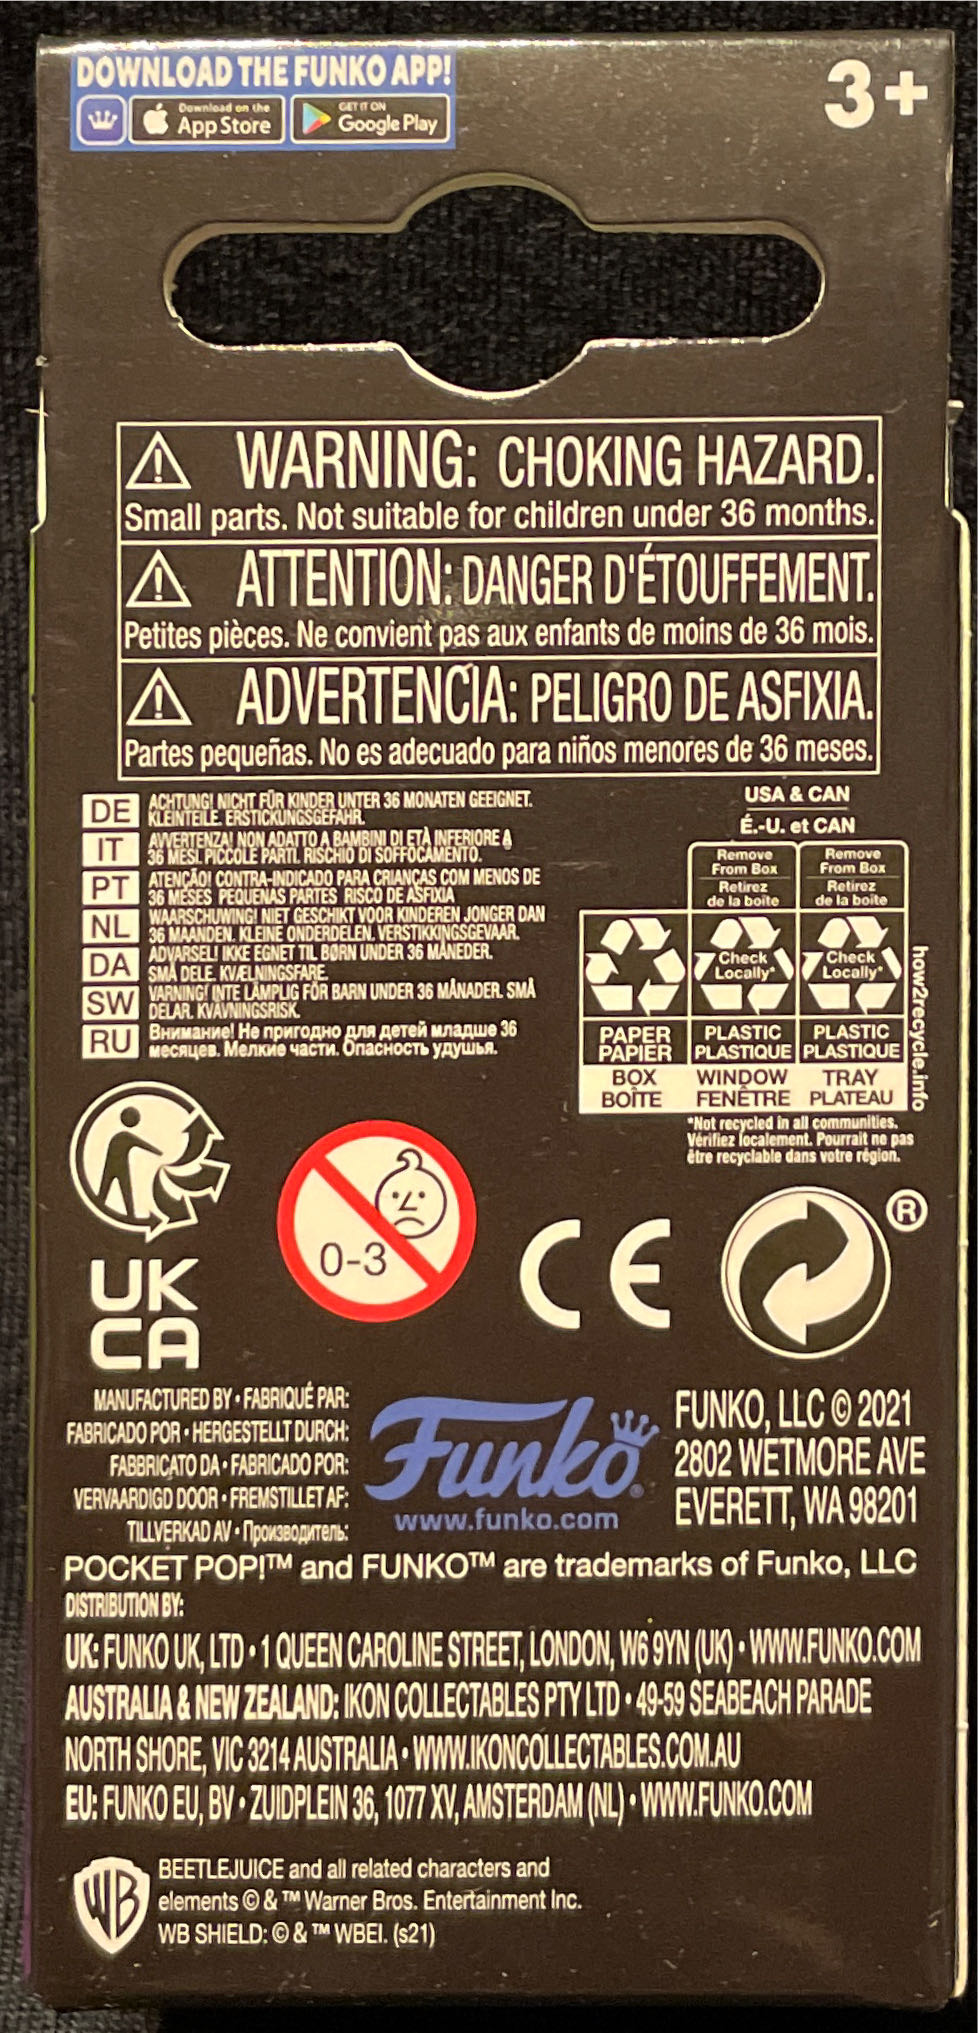 DOWNLOAD THE FUNKO APP!
Download on the
App Store
GET IT ON
Google Play
3+
WARNING: CHOKING HAZARD.
Small parts. Not suitable for children under 36 months.
ATTENTION: DANGER D'ÉTOUFFEMENT.
Petites pièces. Ne convient pas aux enfants de moins de 36 mois.
ADVERTENCIA: PELIGRO DE ASFIXIA.
Partes pequeñas. No es adecuado para niños menores de 36 meses.
DE ACHTUNG! NICHT FÜR KINDER UNTER 36 MONATEN GEEIGNET.
KLEINTEILE. ERSTICKUNGSGEFAHR.
IT AVVERTENZA! NON ADATTO A BAMBINI DI ETÀ INFERIORE A
36 MESI. PICCOLE PARTI. RISCHIO DI SOFFOCAMENTO.
PT ATENÇÃO! CONTRA-INDICADO PARA CRIANÇAS COM MENOS DE
36 MESES PEQUENAS PARTES RISCO DE ASFIXIA
NL WAARSCHUWING! NIET GESCHIKT VOOR KINDEREN JONGER DAN
36 MAANDEN. KLEINE ONDERDELEN. VERSTIKKINGSGEVAAR.
DA ADVARSEL! IKKE EGNET TIL BØRN UNDER 36 MÅNEDER.
SMÅ DELE. KVÆLNINGSFARE.
SW VARNING! INTE LÄMPLIG FÖR BARN UNDER 36 MÅNADER. SMÅ
DELAR. KVÄVNINGSRISK.
RU Внимание! Не пригодно для детей младше 36
месяцев. Мелкие части. Опасность удушья.
USA & CAN
É.-U. et CAN
Remove
From Box
Retirez
de la boîte
Remove
From Box
Retirez
de la boîte
Check
Locally*
Check
Locally*
PAPER
PAPIER
PLASTIC
PLASTIQUE
PLASTIC
PLASTIQUE
BOX
BOÎTE
WINDOW
FENÊTRE
TRAY
PLATEAU
how2recycle.info
*Not recycled in all communities.
Vérifiez localement. Pourrait no pas
être recyclable dans votre région.
UK
CA
0-3
CE
®
MANUFACTURED BY • FABRIQUÉ PAR:
FABRICADO POR • HERGESTELLT DURCH:
FABBRICATO DA • FABRICADO POR:
VERVAARDIGD DOOR • FREMSTILLET AF:
TILLVERKAD AV • Производитель:
Funko®
www.funko.com
FUNKO, LLC © 2021
2802 WETMORE AVE
EVERETT, WA 98201
POCKET POP!™ and FUNKO™ are trademarks of Funko, LLC
DISTRIBUTION BY:
UK: FUNKO UK, LTD • 1 QUEEN CAROLINE STREET, LONDON, W6 9YN (UK) • WWW.FUNKO.COM
AUSTRALIA & NEW ZEALAND: IKON COLLECTABLES PTY LTD • 49-59 SEABEACH PARADE
NORTH SHORE, VIC 3214 AUSTRALIA • WWW.IKONCOLLECTABLES.COM.AU
EU: FUNKO EU, BV • ZUIDPLEIN 36, 1077 XV, AMSTERDAM (NL) • WWW.FUNKO.COM
WB
BEETLEJUICE and all related characters and
elements © & ™ Warner Bros. Entertainment Inc.
WB SHIELD: © & ™ WBEI. (s21)